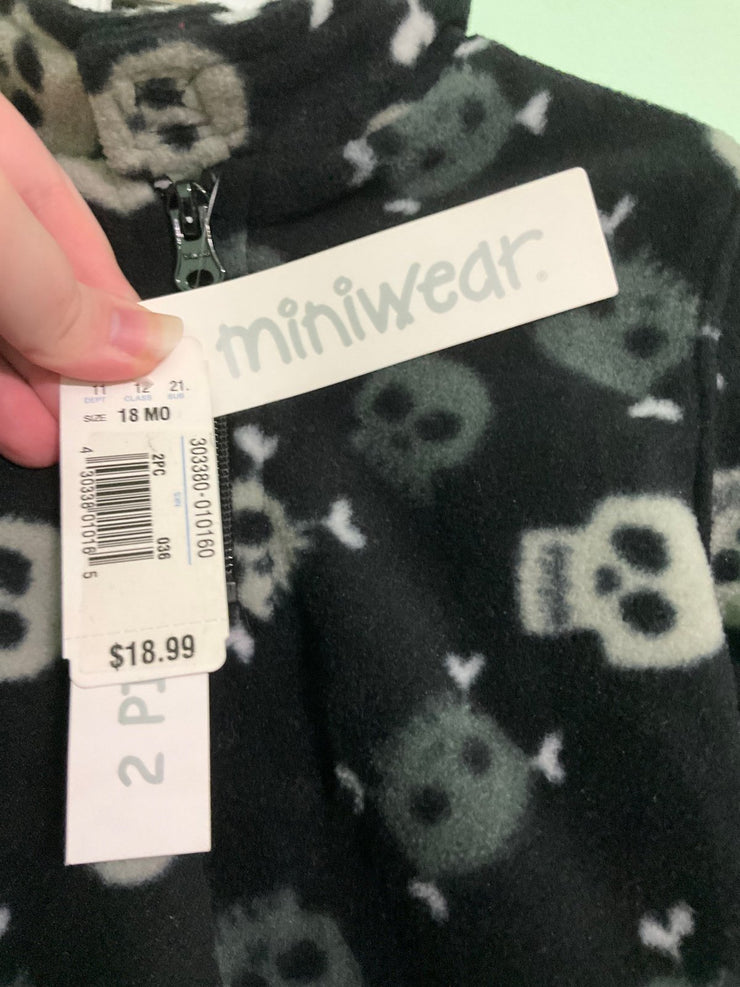 miniwear®
11 12 21.
DEPT CLASS SUB
SIZE 18 MO
303380-010160
2PC 036
4 30338 01016 5
$18.99
2 PI